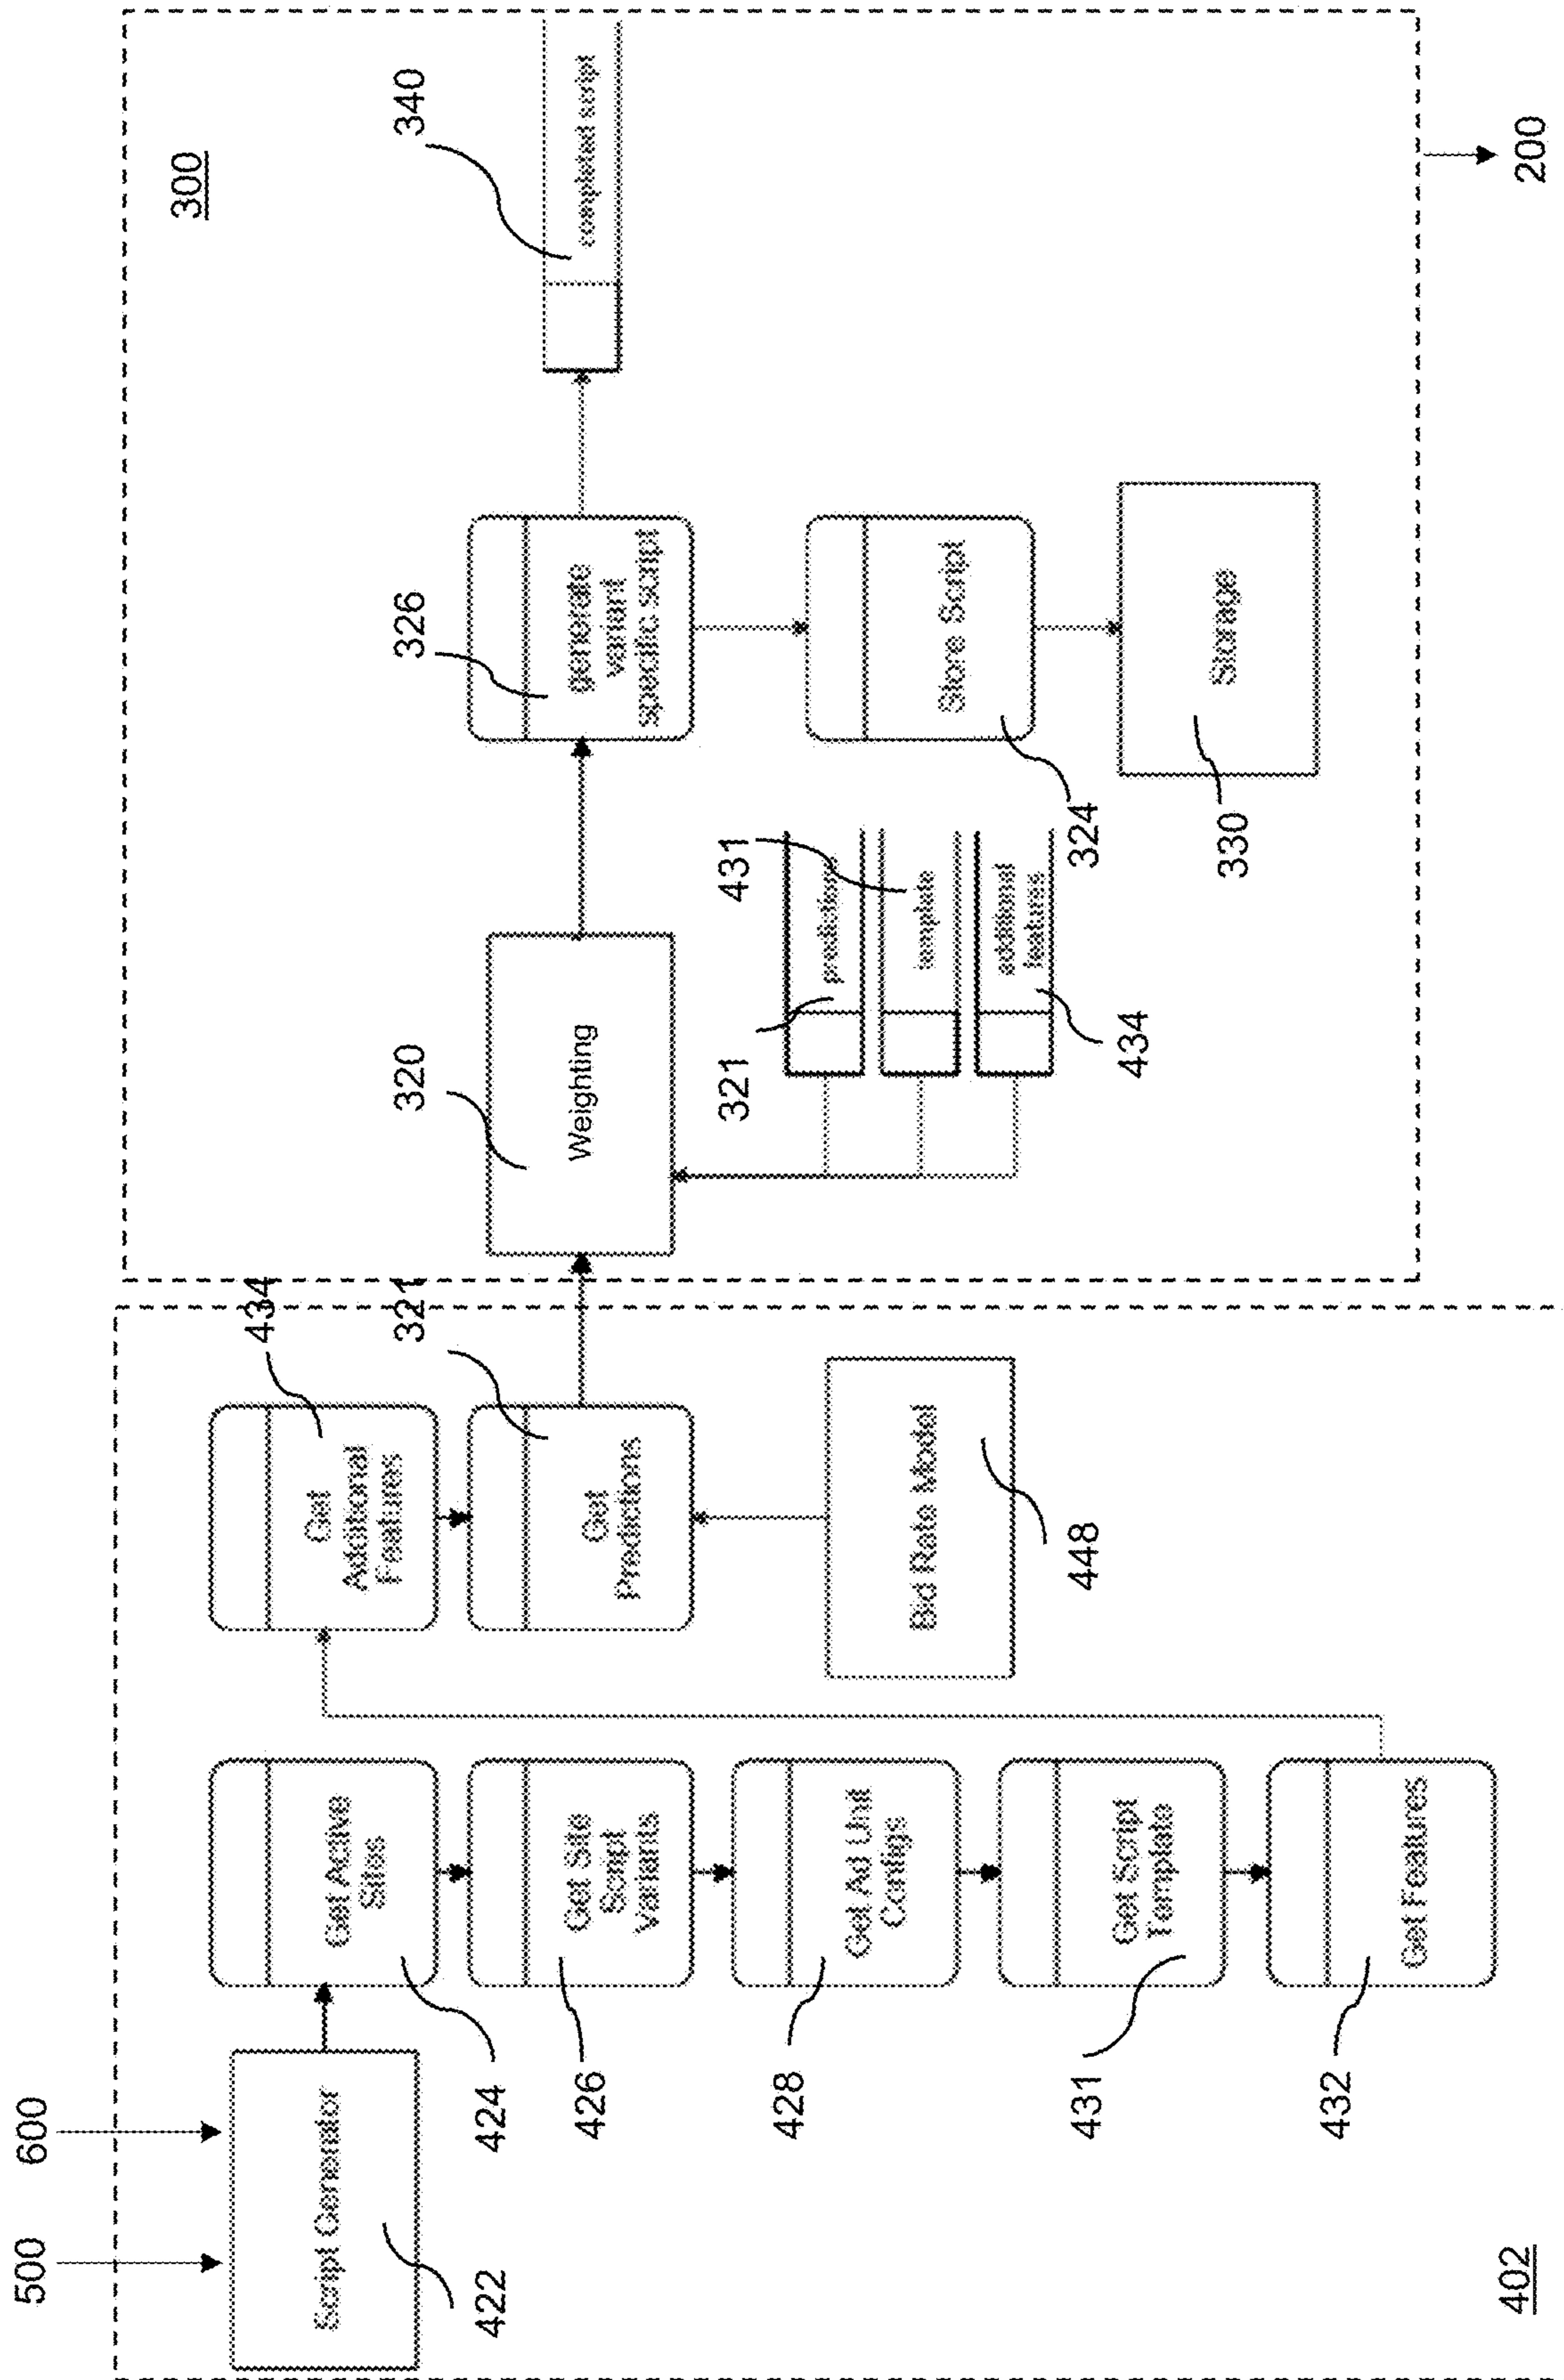 500
600
Script Generator
422
Get Active
Sites
424
Get Site
Script
Variants
426
Get Ad Unit
Configs
428
Get Script
Template
431
Get Features
432
402
Get
Additional
Features
434
Get
Predictions
321
Bid Rate Model
448
300
Weighting
320
predictions
321
template
431
additional
features
434
generate
variant
specific script
326
Store Script
324
Storage
330
completed script
340
200